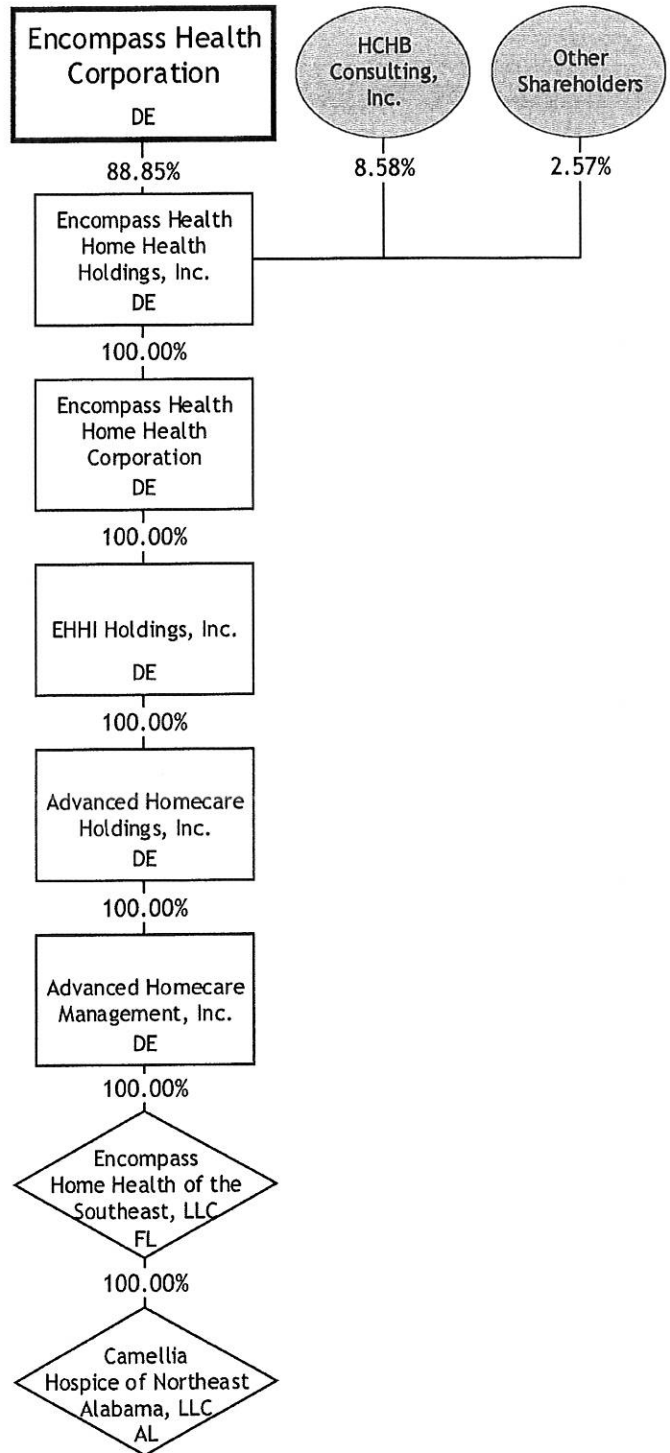 Encompass Health
Corporation
DE
HCHB
Consulting,
Inc.
Other
Shareholders
88.85%
8.58%
2.57%
Encompass Health
Home Health
Holdings, Inc.
DE
100.00%
Encompass Health
Home Health
Corporation
DE
100.00%
EHHI Holdings, Inc.
DE
100.00%
Advanced Homecare
Holdings, Inc.
DE
100.00%
Advanced Homecare
Management, Inc.
DE
100.00%
Encompass
Home Health of the
Southeast, LLC
FL
100.00%
Camellia
Hospice of Northeast
Alabama, LLC
AL